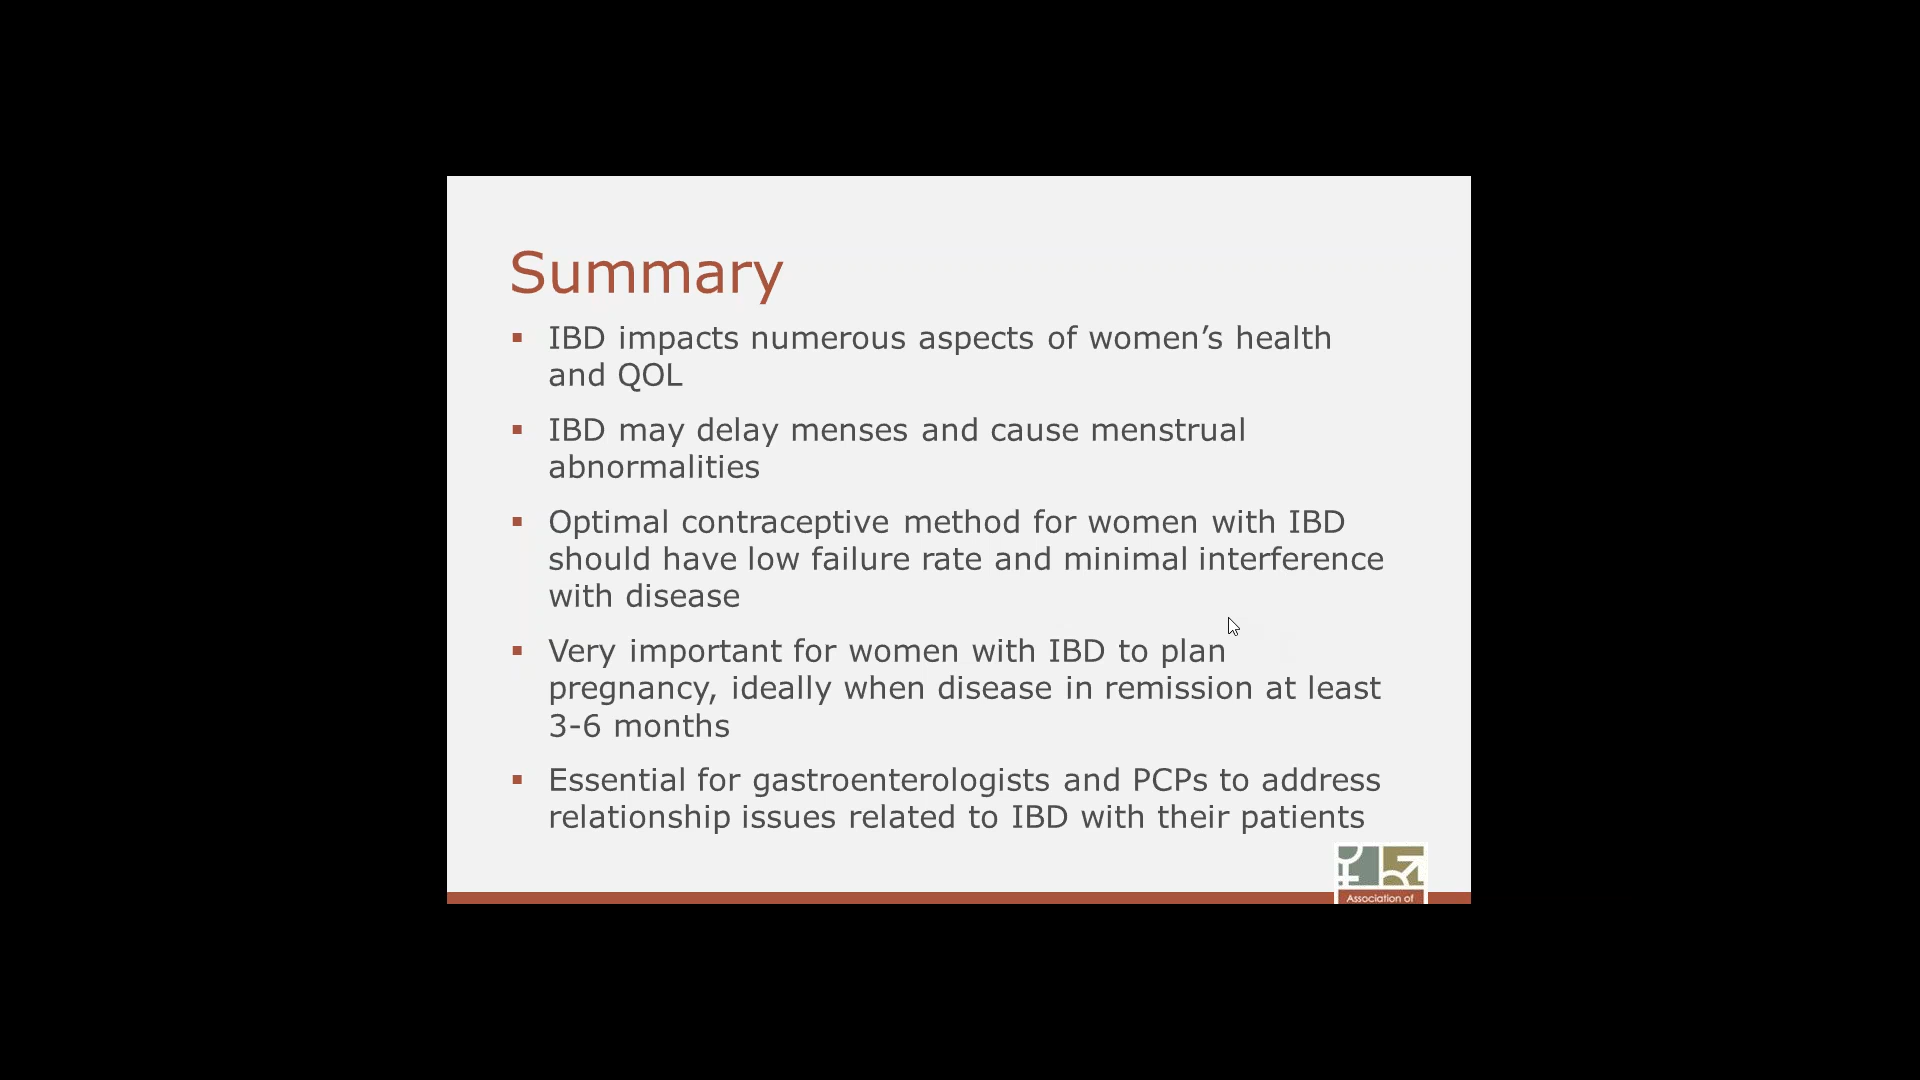 Summary
▪ IBD impacts numerous aspects of women’s health
and QOL
▪ IBD may delay menses and cause menstrual
abnormalities
▪ Optimal contraceptive method for women with IBD
should have low failure rate and minimal interference
with disease
▪ Very important for women with IBD to plan
pregnancy, ideally when disease in remission at least
3-6 months
▪ Essential for gastroenterologists and PCPs to address
relationship issues related to IBD with their patients
Association of